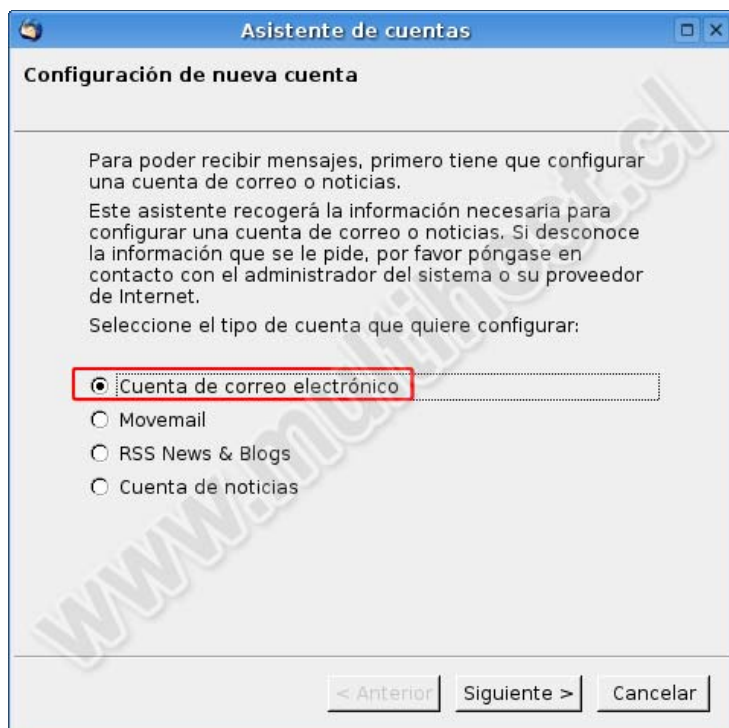 Asistente de cuentas
Configuración de nueva cuenta
Para poder recibir mensajes, primero tiene que configurar
una cuenta de correo o noticias.
Este asistente recogerá la información necesaria para
configurar una cuenta de correo o noticias. Si desconoce
la información que se le pide, por favor póngase en
contacto con el administrador del sistema o su proveedor
de Internet.
Seleccione el tipo de cuenta que quiere configurar:
Cuenta de correo electrónico
Movemail
RSS News & Blogs
Cuenta de noticias
www.multihost.cl
< Anterior
Siguiente >
Cancelar